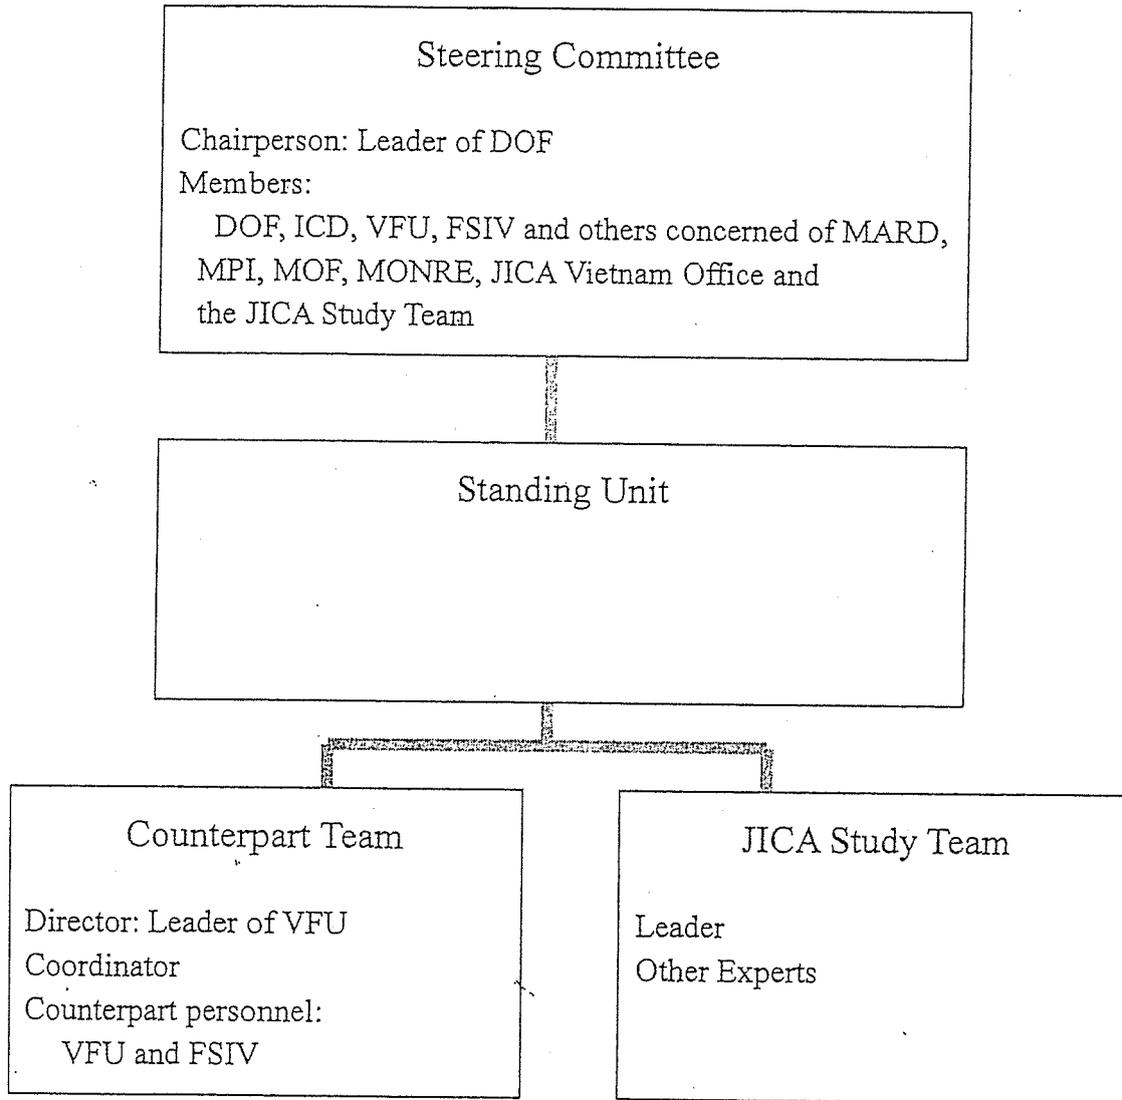 Steering Committee
Chairperson: Leader of DOF
Members:
DOF, ICD, VFU, FSIV and others concerned of MARD,
MPI, MOF, MONRE, JICA Vietnam Office and
the JICA Study Team
Standing Unit
Counterpart Team
Director: Leader of VFU
Coordinator
Counterpart personnel:
VFU and FSIV
JICA Study Team
Leader
Other Experts